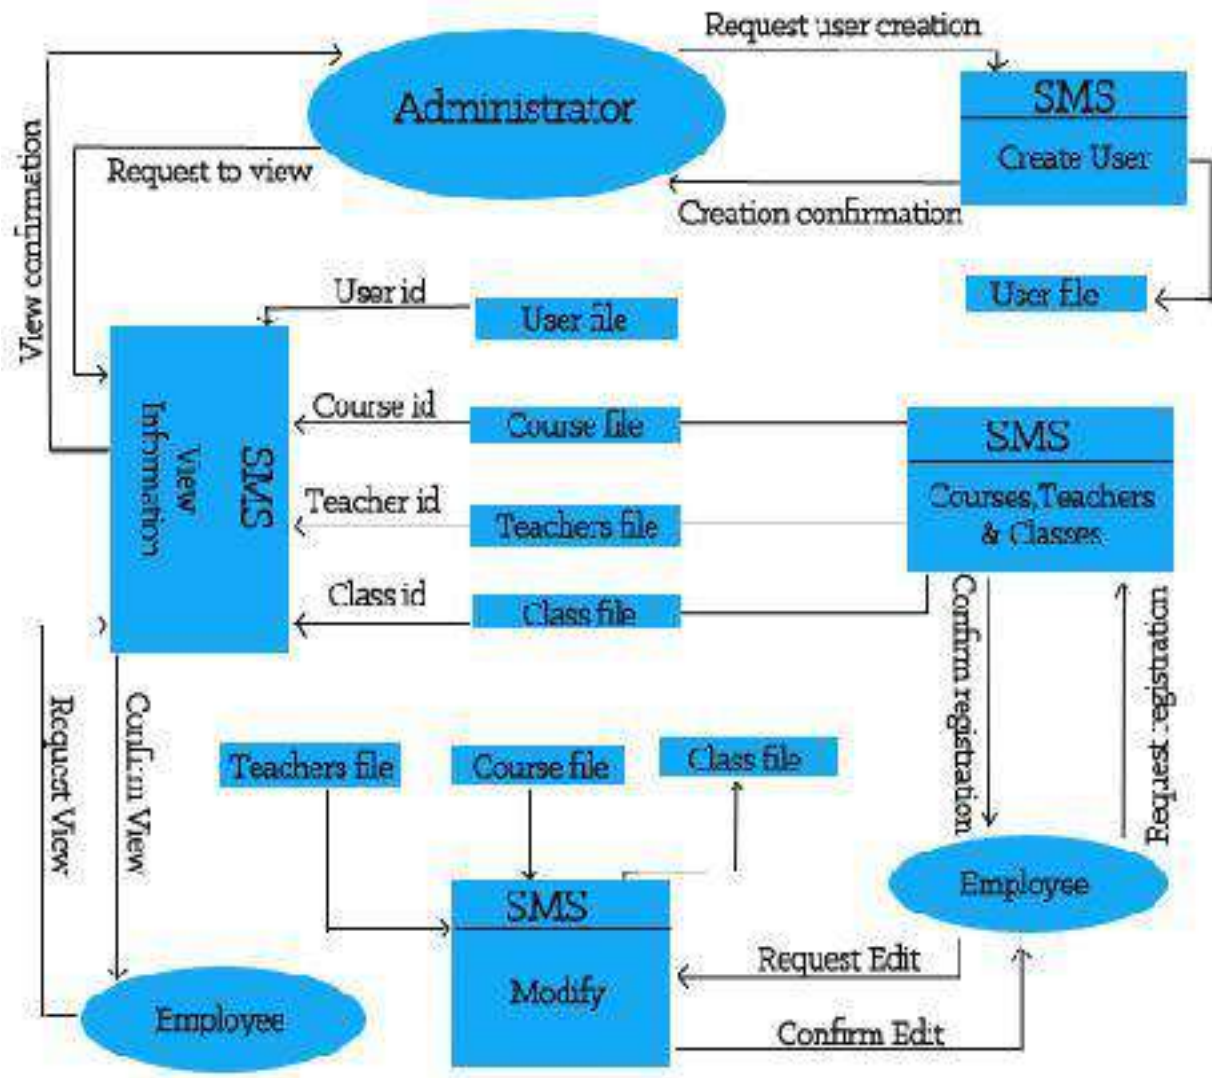 Request user creation
Administrator
SMS
Create User
Request to view
View confirmation
Creation confirmation
User id
User file
User file
Course id
Course file
SMS
Courses,Teachers
& Classes
SMS
View
Information
Teacher id
Teachers file
Class id
Class file
Confirm registration
Request registration
Request View
Confirm View
Teachers file
Course file
Class file
Employee
SMS
Modify
Request Edit
Confirm Edit
Employee